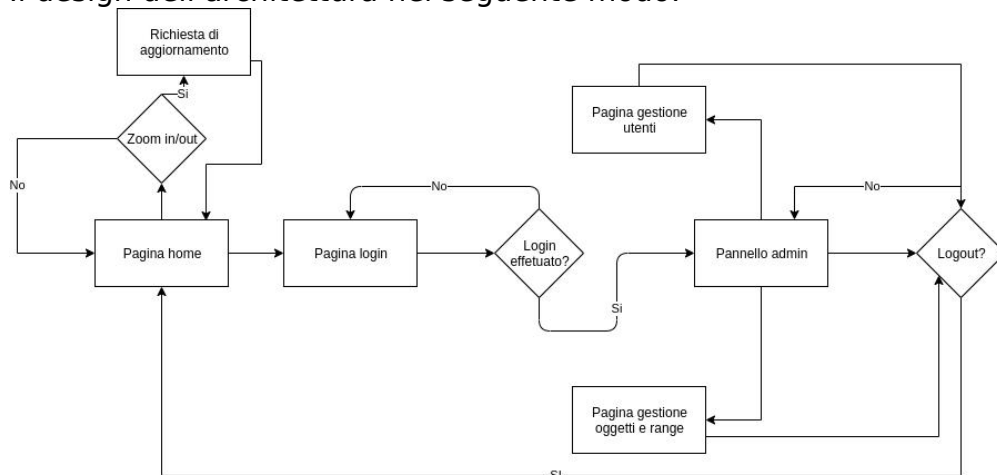 il design dell'architettura nel seguente modo:
Richiesta di
aggiornamento
Si
Zoom in/out
No
Pagina home
Pagina login
No
Login
effetuato?
Si
Pagina gestione
utenti
No
Pannello admin
Logout?
Pagina gestione
oggetti e range
SI